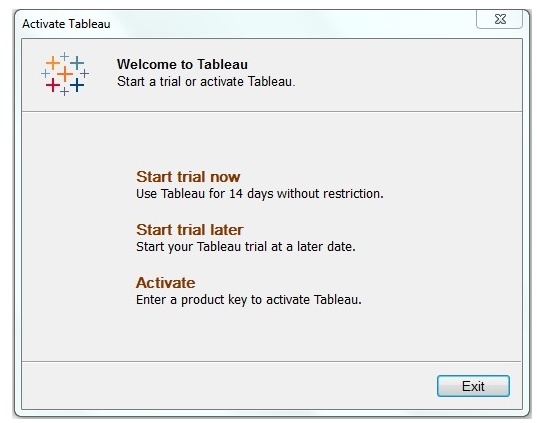 Activate Tableau
Welcome to Tableau
Start a trial or activate Tableau.
Start trial now
Use Tableau for 14 days without restriction.
Start trial later
Start your Tableau trial at a later date.
Activate
Enter a product key to activate Tableau.
Exit